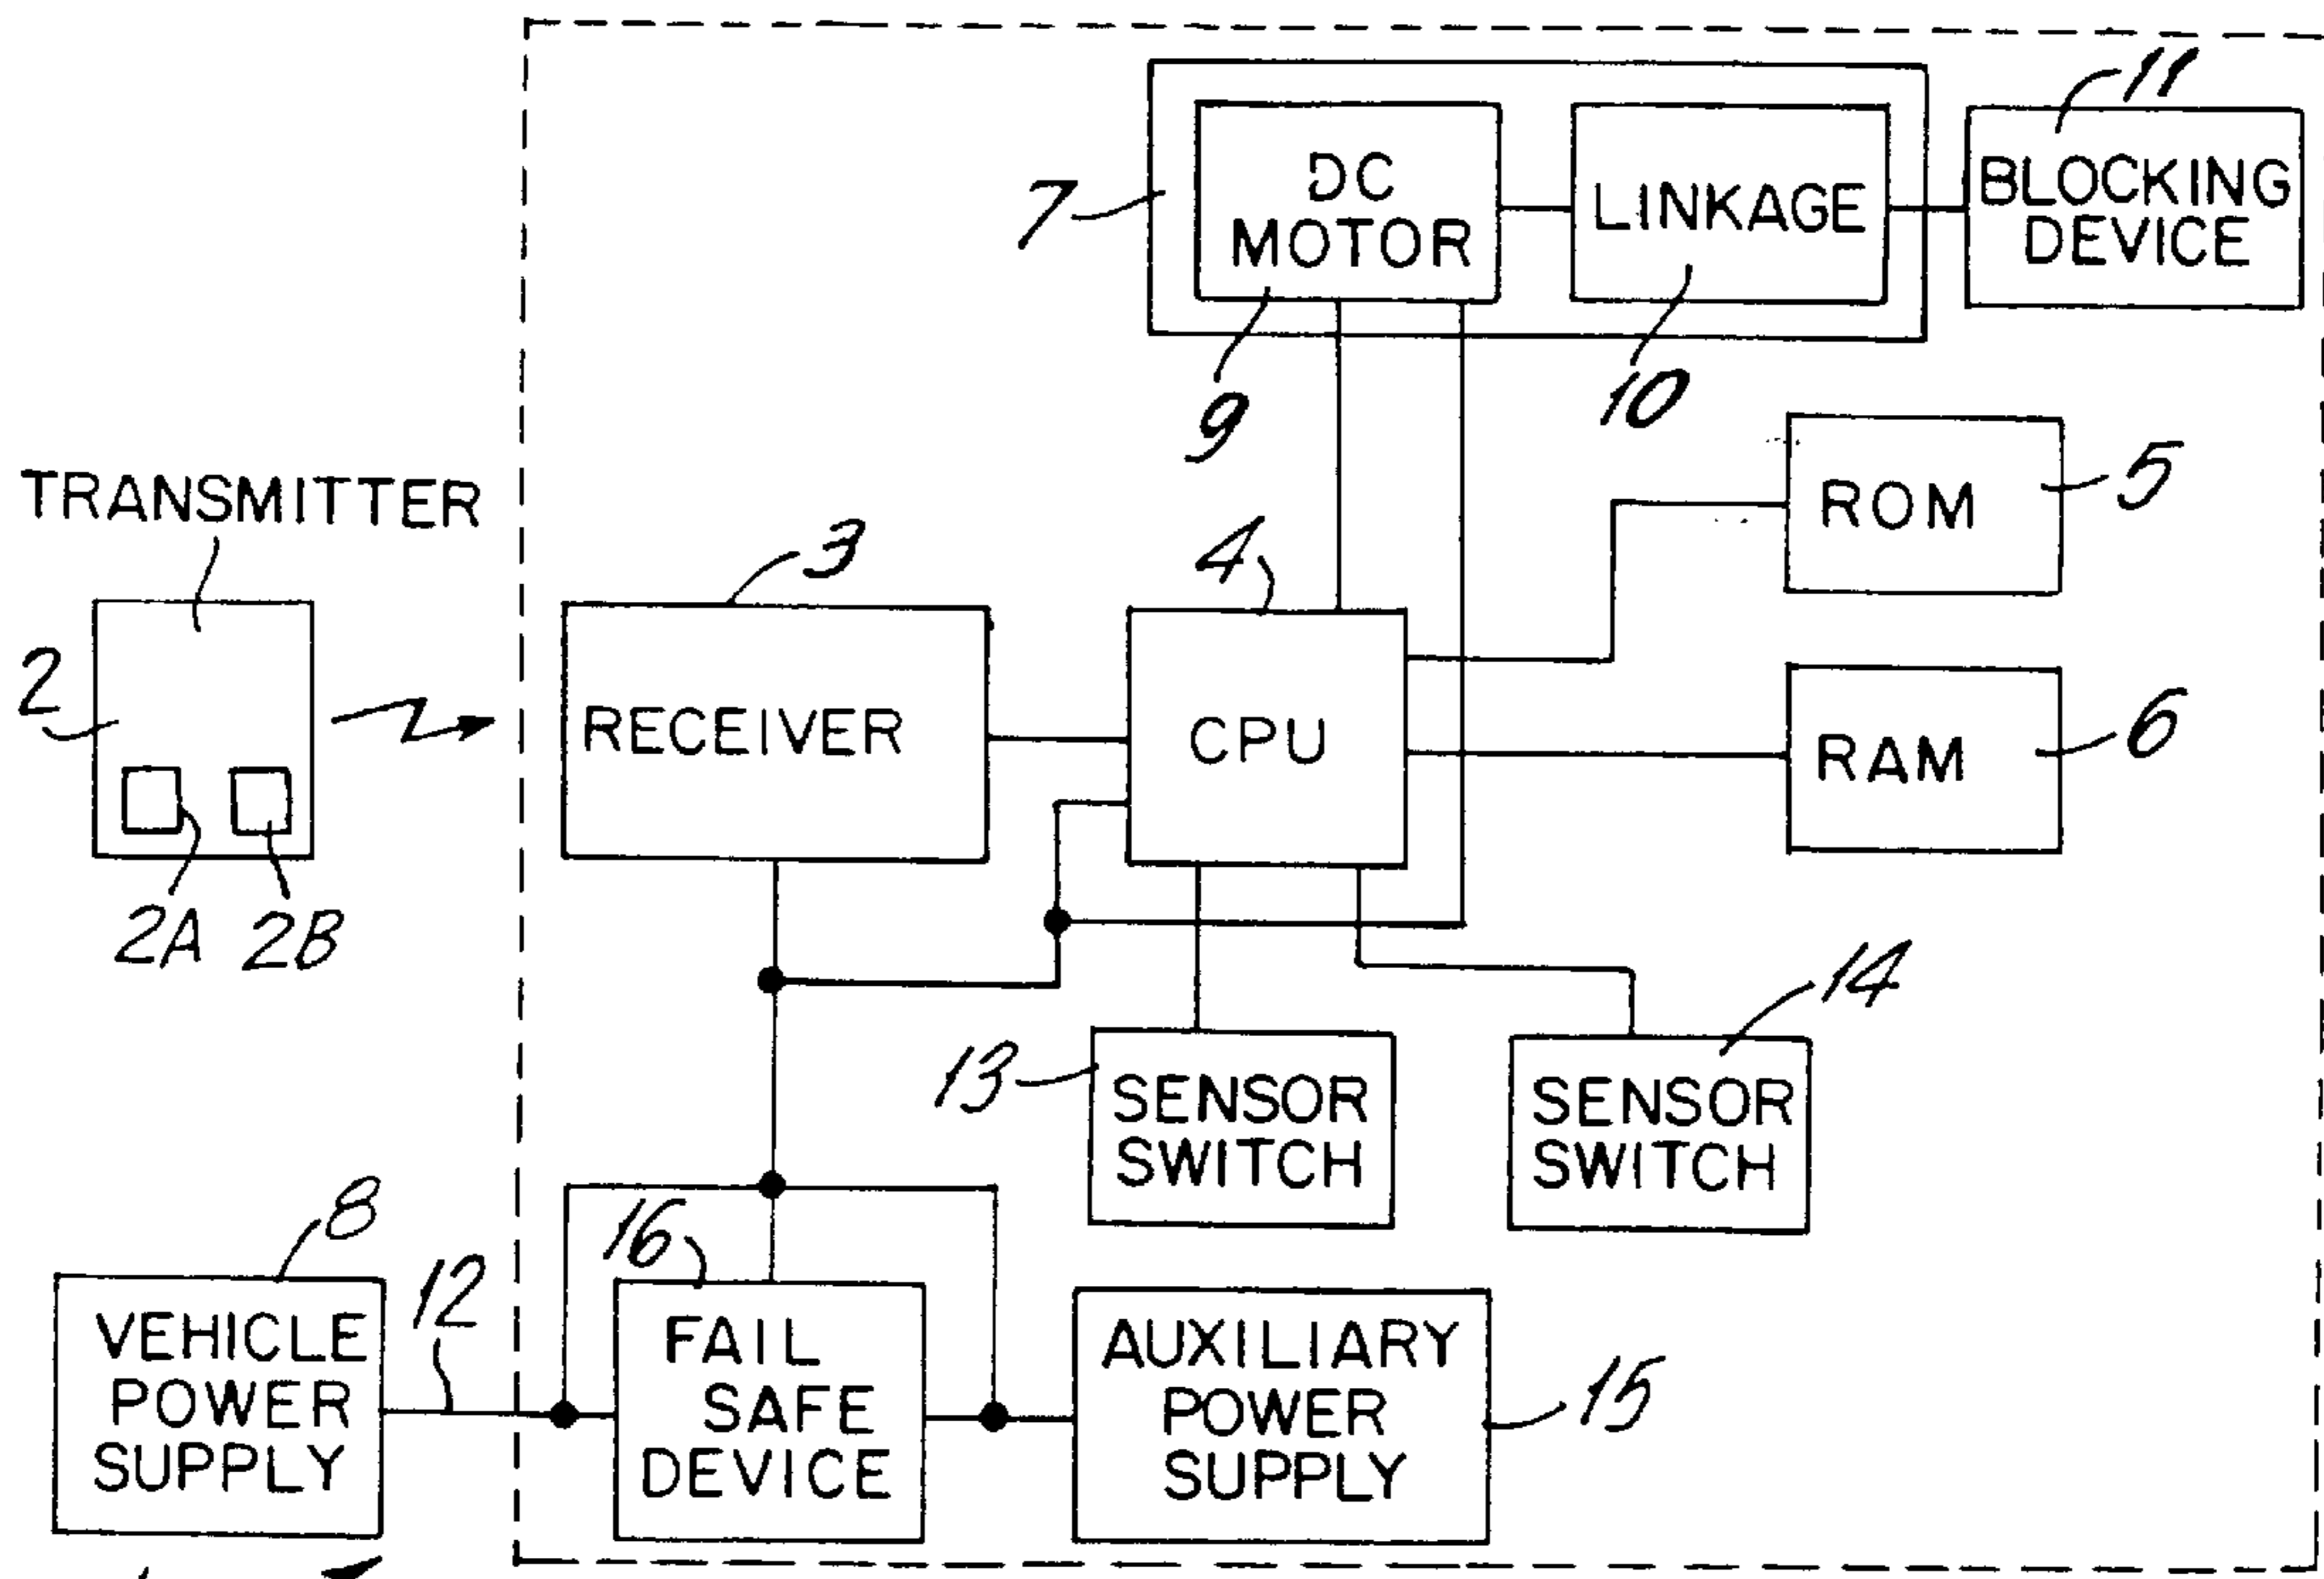 11
DC
MOTOR
LINKAGE
BLOCKING
DEVICE
7
9
10
ROM
5
TRANSMITTER
3
4
2
RECEIVER
CPU
RAM
6
2A
2B
14
13
SENSOR
SWITCH
SENSOR
SWITCH
8
12
16
VEHICLE
POWER
SUPPLY
FAIL
SAFE
DEVICE
AUXILIARY
POWER
SUPPLY
15